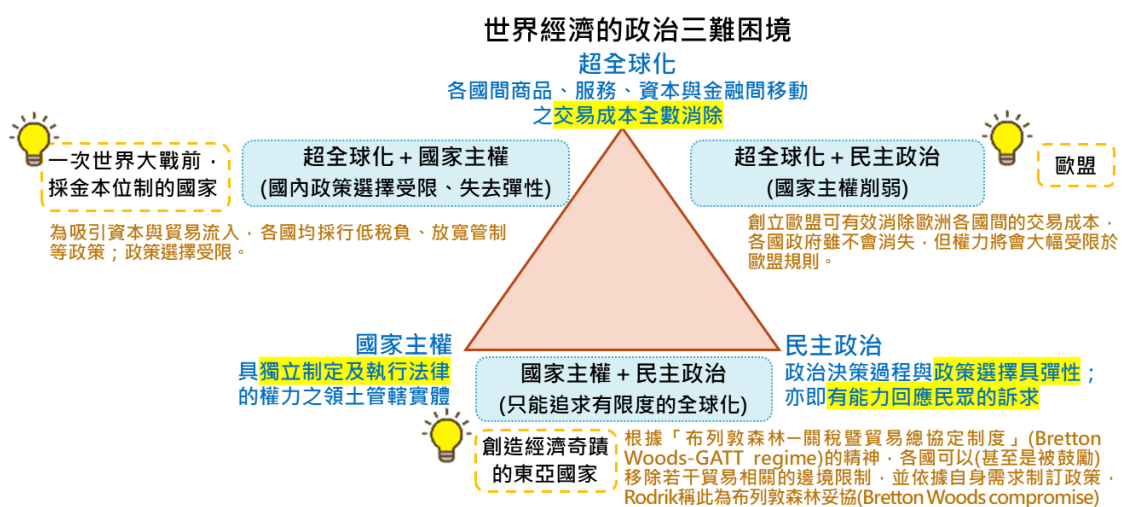 世界經濟的政治三難困境
超全球化
各國間商品、服務、資本與金融間移動
之交易成本全數消除
一次世界大戰前，
採金本位制的國家
超全球化＋國家主權
(國內政策選擇受限、失去彈性)
為吸引資本與貿易流入，各國均採行低稅負、放寬管制
等政策；政策選擇受限。
超全球化＋民主政治
(國家主權削弱)
歐盟
創立歐盟可有效消除歐洲各國間的交易成本，
各國政府雖不會消失，但權力將會大幅受限於
歐盟規則。
國家主權
具獨立制定及執行法律
的權力之領土管轄實體
民主政治
政治決策過程與政策選擇具彈性；
亦即有能力回應民眾的訴求
國家主權＋民主政治
(只能追求有限度的全球化)
創造經濟奇蹟
的東亞國家
根據「布列敦森林─關稅暨貿易總協定制度」(Bretton
Woods-GATT regime)的精神，各國可以(甚至是被鼓勵)
移除若干貿易相關的邊境限制，並依據自身需求制訂政策，
Rodrik稱此為布列敦森林妥協(Bretton Woods compromise)